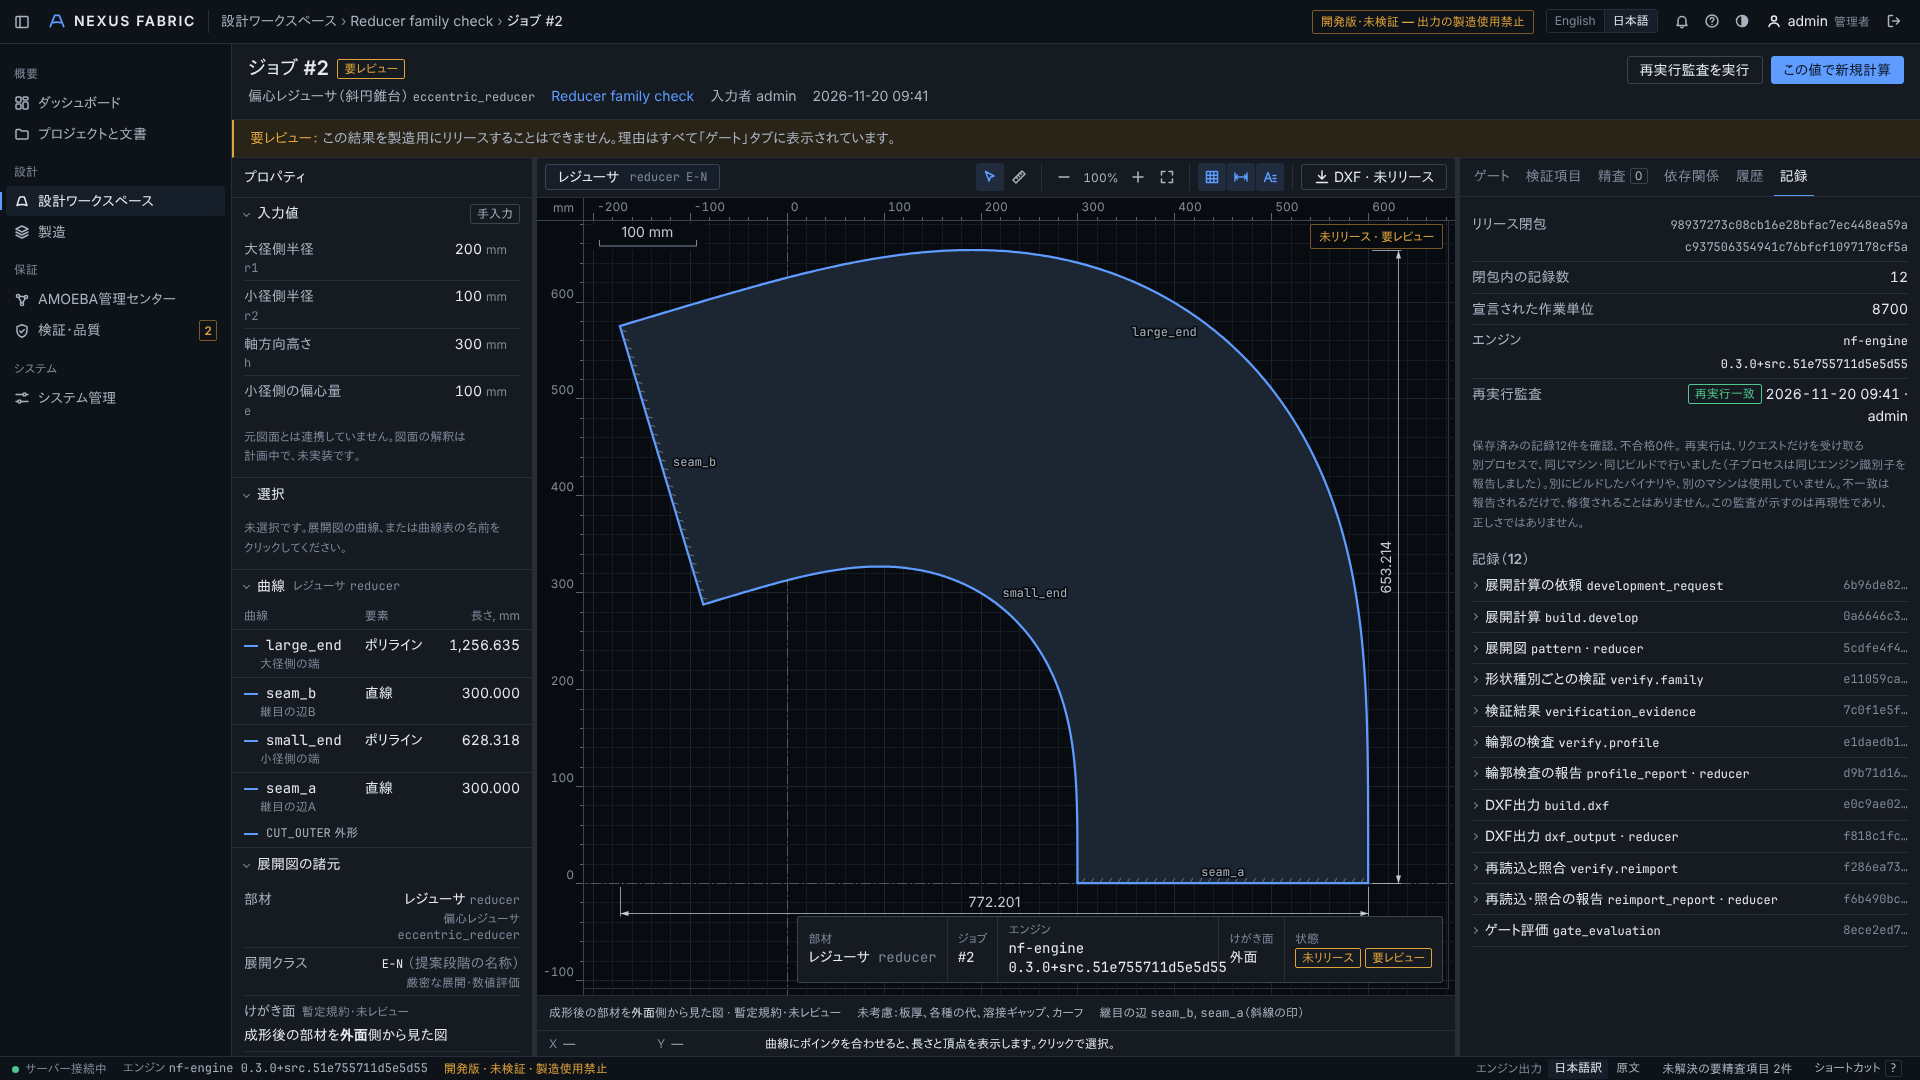 NEXUS FABRIC
設計ワークスペース › Reducer family check › ジョブ #2
開発版·未検証 — 出力の製造使用禁止
English 日本語
admin 管理者
概要
ダッシュボード
プロジェクトと文書
設計
設計ワークスペース
製造
保証
AMOEBA管理センター
検証·品質 2
システム
システム管理
ジョブ #2 要レビュー
再実行監査を実行 この値で新規計算
偏心レジューサ（斜円錐台） eccentric_reducer Reducer family check 入力者 admin 2026-11-20 09:41
要レビュー： この結果を製造用にリリースすることはできません。理由はすべて「ゲート」タブに表示されています。
プロパティ
入力値 手入力
大径側半径 200 mm
r1
小径側半径 100 mm
r2
軸方向高さ 300 mm
h
小径側の偏心量 100 mm
e
元図面とは連携していません。図面の解釈は
計画中で、未実装です。
選択
未選択です。展開図の曲線、または曲線表の名前を
クリックしてください。
曲線 レジューサ reducer
曲線 要素 長さ, mm
large_end ポリライン 1,256.635
大径側の端
seam_b 直線 300.000
継目の辺B
small_end ポリライン 628.318
小径側の端
seam_a 直線 300.000
継目の辺A
CUT_OUTER 外形
展開図の諸元
部材 レジューサ reducer
偏心レジューサ
eccentric_reducer
展開クラス E-N（提案段階の名称）
厳密な展開·数値評価
けがき面 暫定規約·未レビュー
成形後の部材を外面側から見た図
レジューサ reducer E-N
100%
DXF · 未リリース
mm -200 -100 0 100 200 300 400 500 600
100 mm
未リリース · 要レビュー
600
500
400
300
200
100
0
-100
large_end
seam_b
small_end
seam_a
653.214
772.201
部材
レジューサ reducer
ジョブ
#2
エンジン
nf-engine
0.3.0+src.51e755711d5e5d55
けがき面
外面
状態
未リリース 要レビュー
成形後の部材を外面側から見た図 · 暫定規約·未レビュー 未考慮：板厚、各種の代、溶接ギャップ、カーフ 継目の辺 seam_b, seam_a（斜線の印）
X — Y — 曲線にポインタを合わせると、長さと頂点を表示します。クリックで選択。
ゲート 検証項目 精査 0 依存関係 履歴 記録
リリース閉包 98937273c08cb16e28bfac7ec448ea59a
c937506354941c76bfcf1097178cf5a
閉包内の記録数 12
宣言された作業単位 8700
エンジン nf-engine
0.3.0+src.51e755711d5e5d55
再実行監査 再実行一致 2026-11-20 09:41 ·
admin
保存済みの記録12件を確認、不合格0件。 再実行は、リクエストだけを受け取る
別プロセスで、同じマシン·同じビルドで行いました（子プロセスは同じエンジン識別子を
報告しました）。別にビルドしたバイナリや、別のマシンは使用していません。不一致は
報告されるだけで、修復されることはありません。この監査が示すのは再現性であり、
正しさではありません。
記録（12）
展開計算の依頼 development_request 6b96de82…
展開計算 build.develop 0a6646c3…
展開図 pattern · reducer 5cdfe4f4…
形状種別ごとの検証 verify.family e11059ca…
検証結果 verification_evidence 7c0f1e5f…
輪郭の検査 verify.profile e1daedb1…
輪郭検査の報告 profile_report · reducer d9b71d16…
DXF出力 build.dxf e0c9ae02…
DXF出力 dxf_output · reducer f818c1fc…
再読込と照合 verify.reimport f286ea73…
再読込·照合の報告 reimport_report · reducer f6b490bc…
ゲート評価 gate_evaluation 8ece2ed7…
サーバー接続中 エンジン nf-engine 0.3.0+src.51e755711d5e5d55 開発版 · 未検証 · 製造使用禁止
エンジン出力 日本語訳 原文 未解決の要精査項目 2件 ショートカット ?